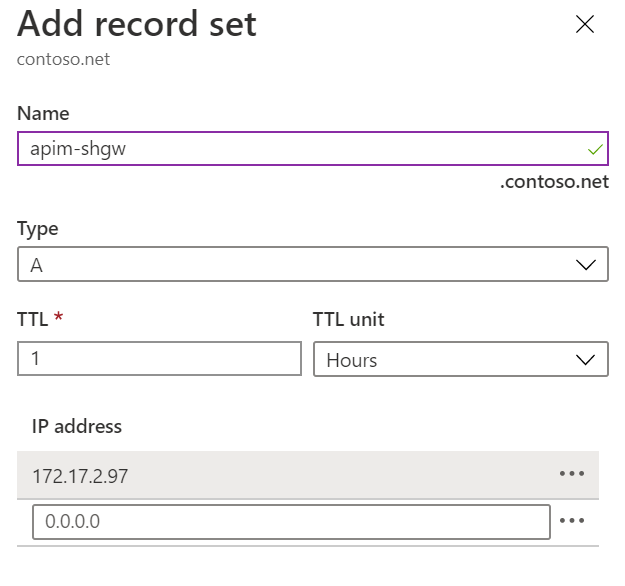 Add record set
contoso.net
Name
apim-shgw
.contoso.net
Type
A
TTL * TTL unit
1 Hours
IP address
172.17.2.97
0.0.0.0